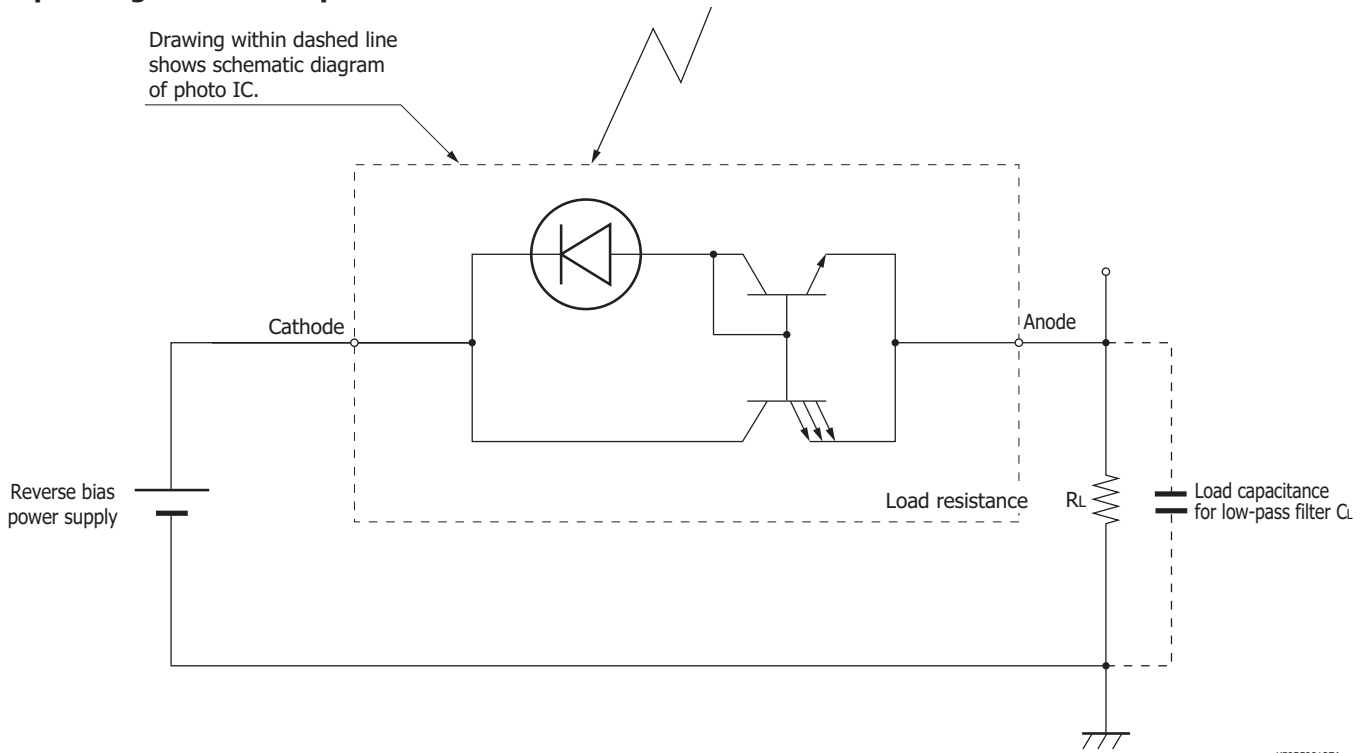 Drawing within dashed line
shows schematic diagram
of photo IC.
Cathode
Anode
Reverse bias
power supply
Load resistance
RL
Load capacitance
for low-pass filter CL